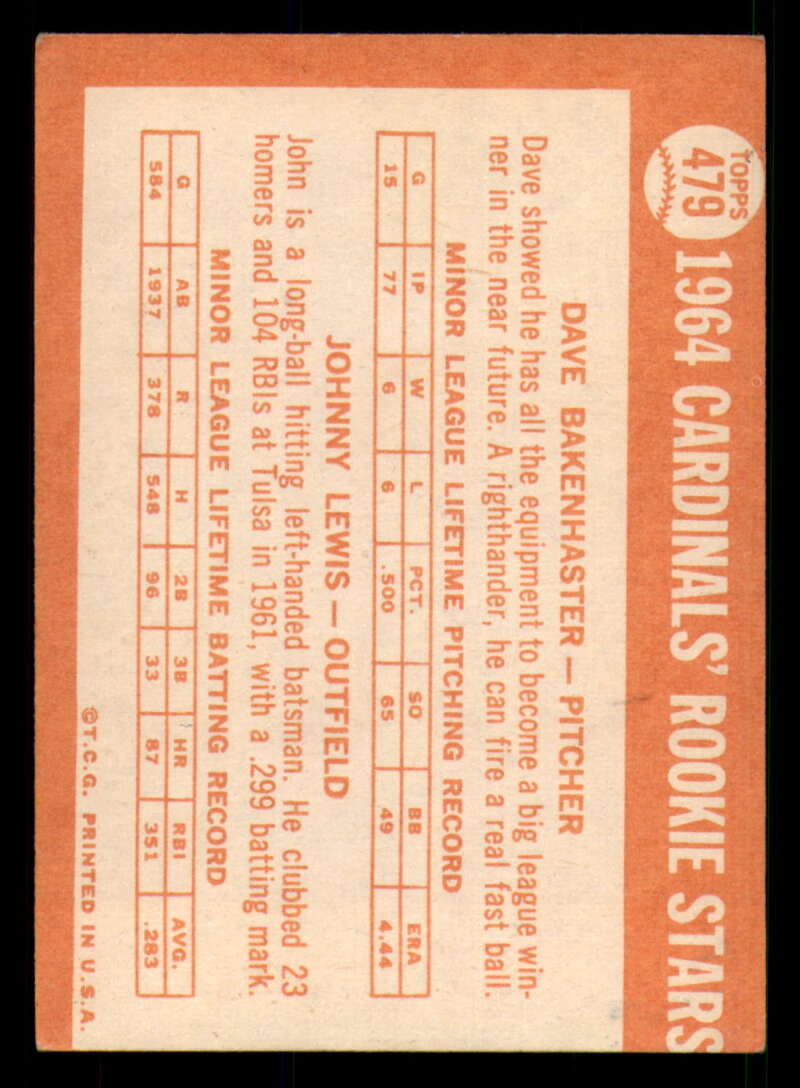 TOPPS
479
1964 CARDINALS' ROOKIE STARS
DAVE BAKENHASTER — PITCHER
Dave showed he has all the equipment to become a big league win-
ner in the near future. A righthander, he can fire a real fast ball.
MINOR LEAGUE LIFETIME PITCHING RECORD
G IP W L PCT. SO BB ERA
15 77 6 6 .500 65 49 4.44
JOHNNY LEWIS — OUTFIELD
John is a long-ball hitting left-handed batsman. He clubbed 23
homers and 104 RBIs at Tulsa in 1961, with a .299 batting mark.
MINOR LEAGUE LIFETIME BATTING RECORD
G AB R H 2B 3B HR RBI AVG.
584 1937 378 548 96 33 87 351 .283
©T.C.G. PRINTED IN U.S.A.